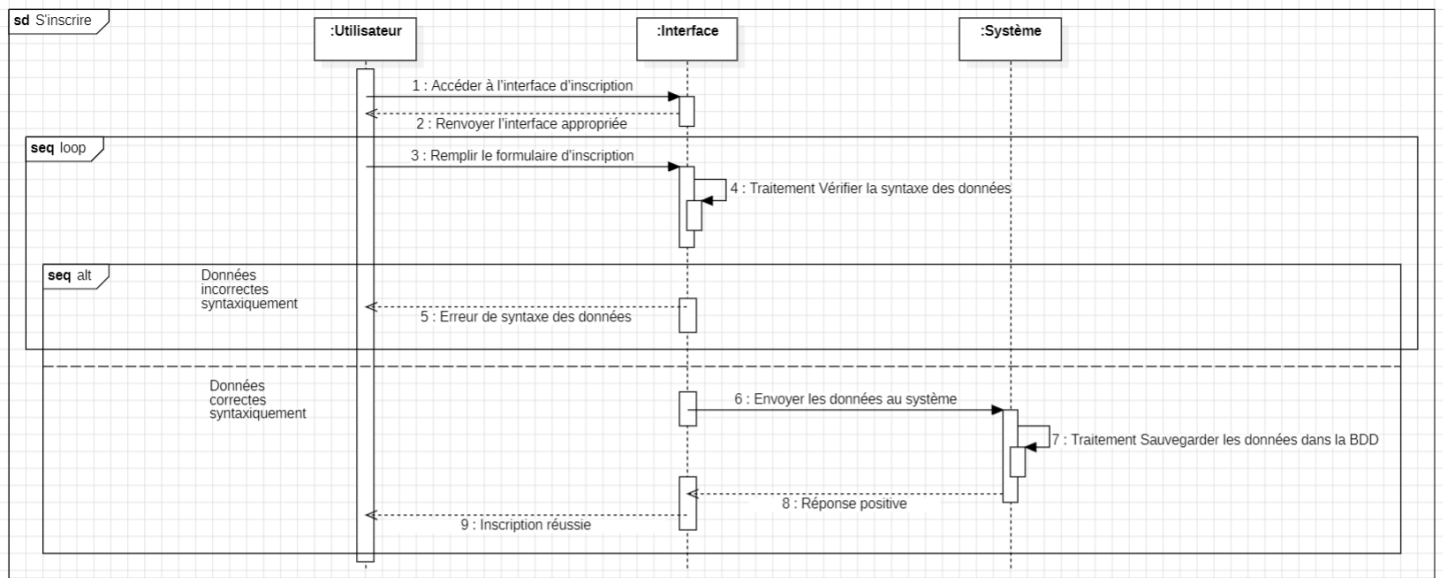 sd S'inscrire
:Utilisateur
:Interface
:Système
1 : Accéder à l'interface d'inscription
2 : Renvoyer l'interface appropriée
seq loop
3 : Remplir le formulaire d'inscription
4 : Traitement Vérifier la syntaxe des données
seq alt
Données
incorrectes
syntaxiquement
5 : Erreur de syntaxe des données
Données
correctes
syntaxiquement
6 : Envoyer les données au système
7 : Traitement Sauvegarder les données dans la BDD
8 : Réponse positive
9 : Inscription réussie